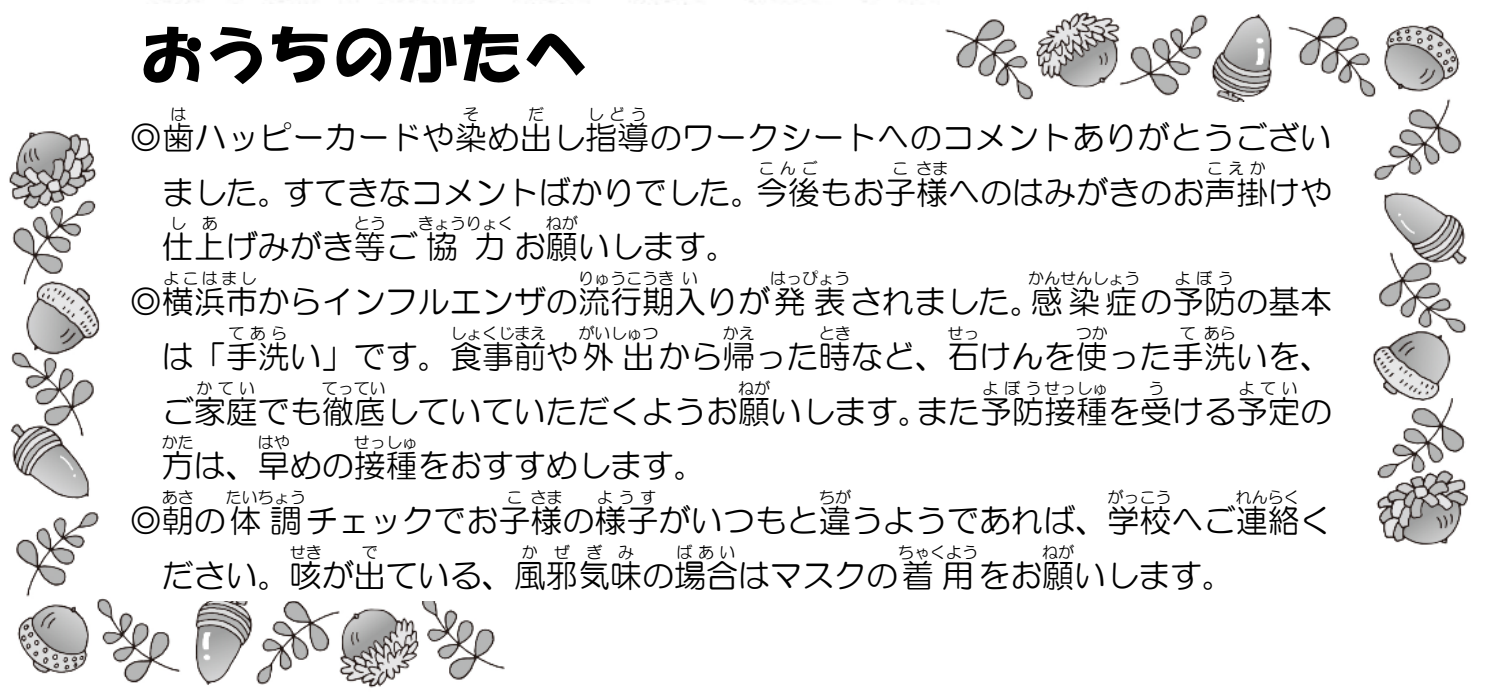 おうちのかたへ
◎歯ハッピーカードや染め出し指導のワークシートへのコメントありがとうござい
ました。すてきなコメントばかりでした。今後もお子様へのはみがきのお声掛けや
仕上げみがき等ご協力お願いします。
◎横浜市からインフルエンザの流行期入りが発表されました。感染症の予防の基本
は「手洗い」です。食事前や外出から帰った時など、石けんを使った手洗いを、
ご家庭でも徹底していていただくようお願いします。また予防接種を受ける予定の
方は、早めの接種をおすすめします。
◎朝の体調チェックでお子様の様子がいつもと違うようであれば、学校へご連絡く
ださい。咳が出ている、風邪気味の場合はマスクの着用をお願いします。